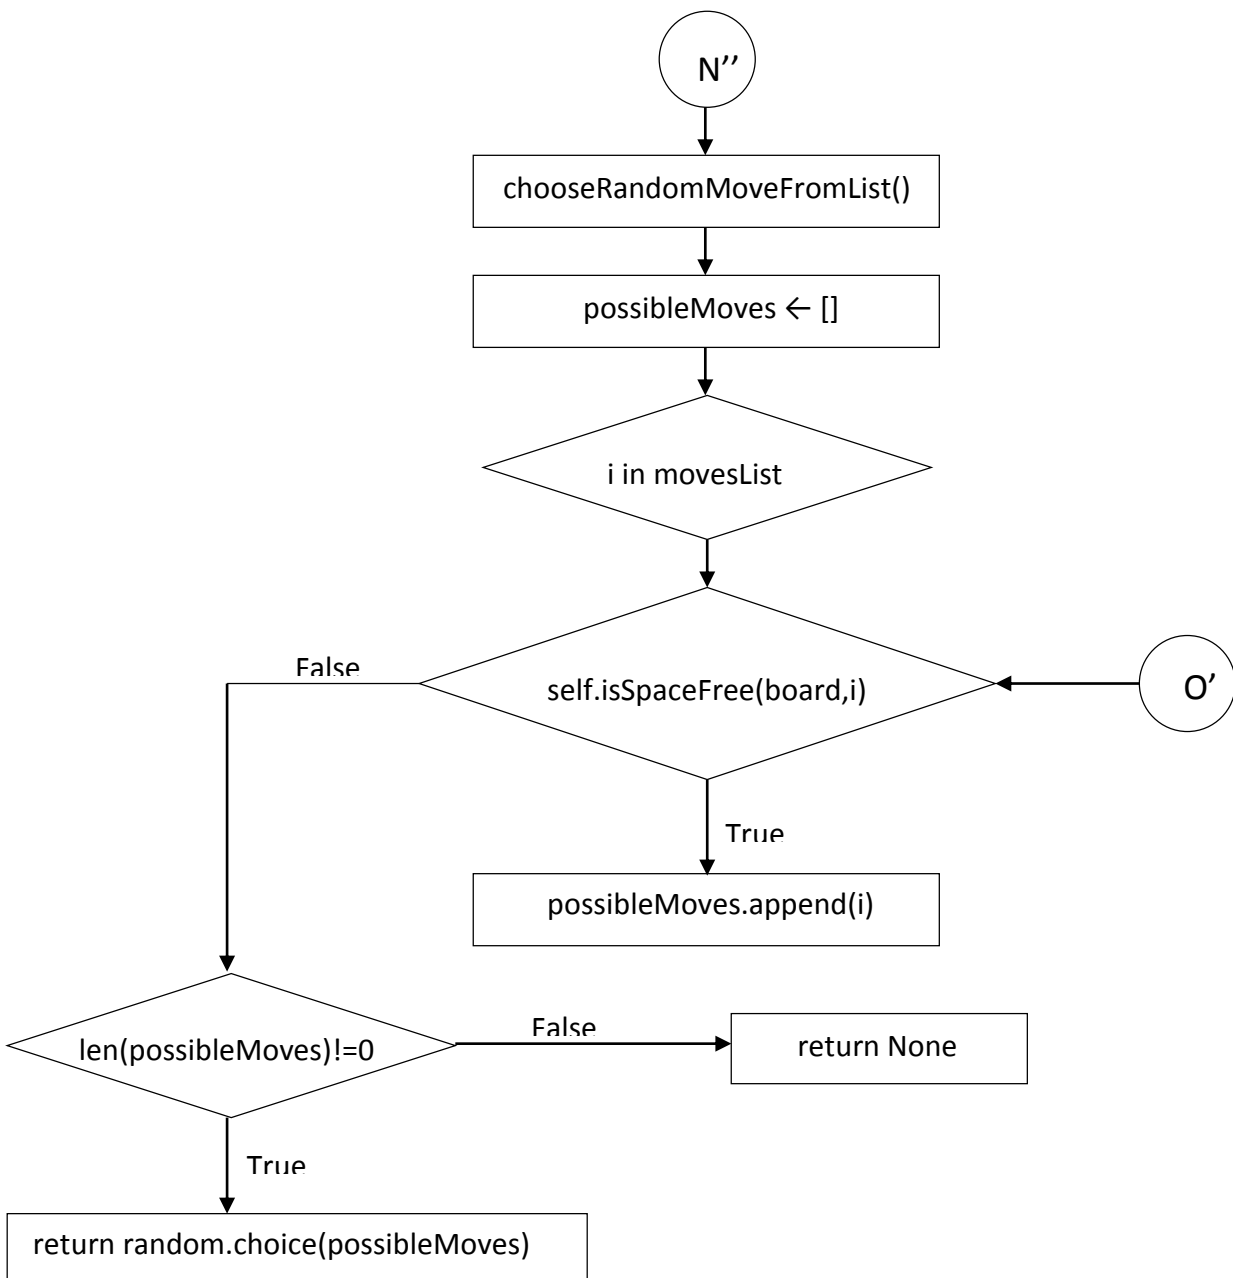 N’’
chooseRandomMoveFromList()
possibleMoves ← []
i in movesList
False
self.isSpaceFree(board,i)
O’
True
possibleMoves.append(i)
len(possibleMoves)!=0
False
return None
True
return random.choice(possibleMoves)